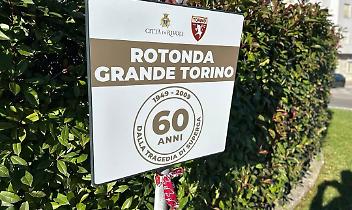 CITTÀ DI RIVOLI
TORINO
ROTONDA
GRANDE TORINO
1949 - 2009
60
ANNI
DALLA TRAGEDIA DI SUPERGA